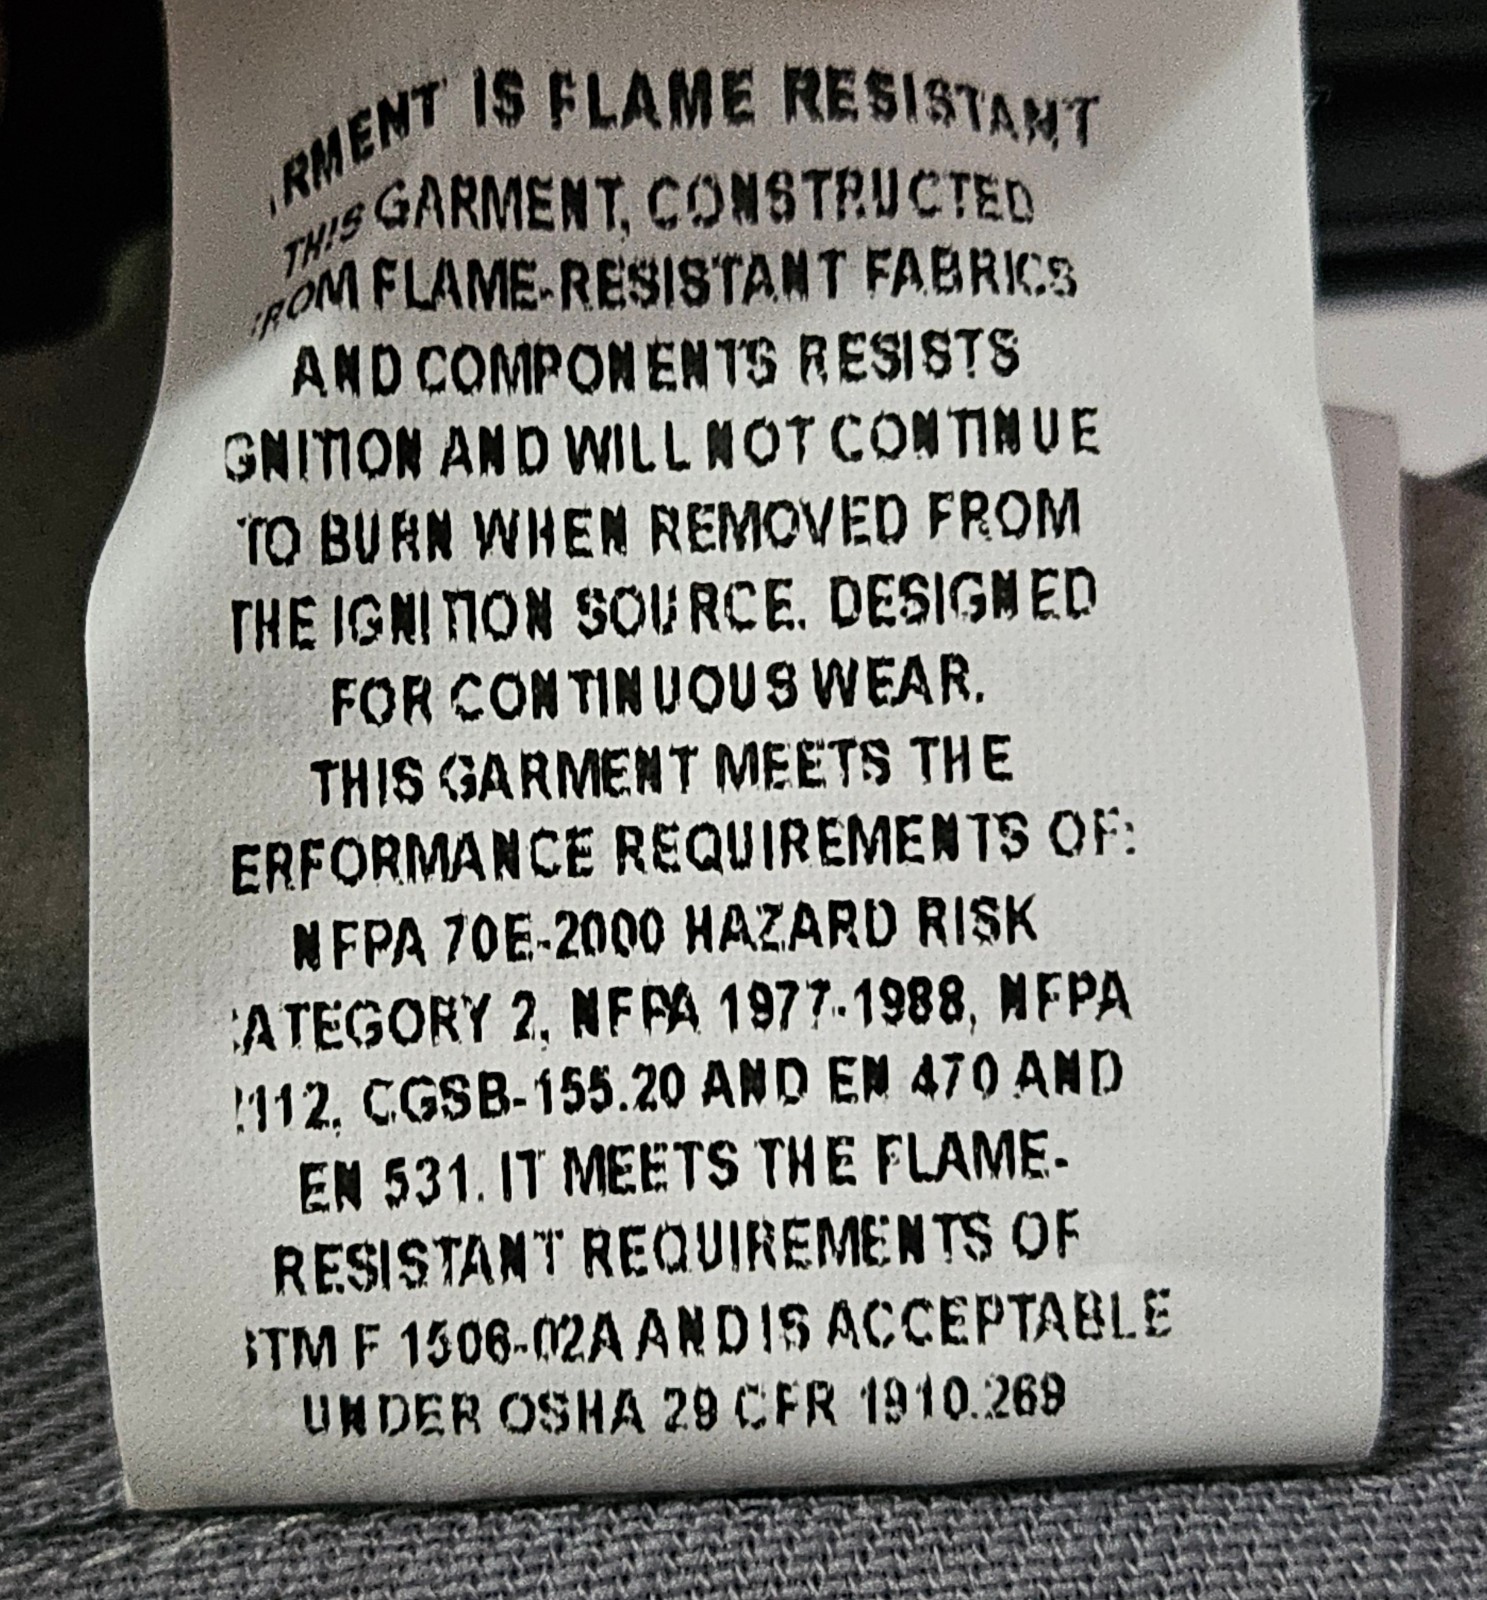 RMENT IS FLAME RESISTANT
THIS GARMENT, CONSTRUCTED
ROM FLAME-RESISTANT FABRICS
AND COMPONENTS RESISTS
GNITION AND WILL NOT CONTINUE
TO BURN WHEN REMOVED FROM
THE IGNITION SOURCE. DESIGNED
FOR CONTINUOUS WEAR.
THIS GARMENT MEETS THE
ERFORMANCE REQUIREMENTS OF:
NFPA 70E-2000 HAZARD RISK
ATEGORY 2, NFPA 1977-1988, NFPA
112, CGSB-155.20 AND EN 470 AND
EN 531. IT MEETS THE FLAME-
RESISTANT REQUIREMENTS OF
TM F 1506-02A AND IS ACCEPTABLE
UNDER OSHA 29 CFR 1910.269